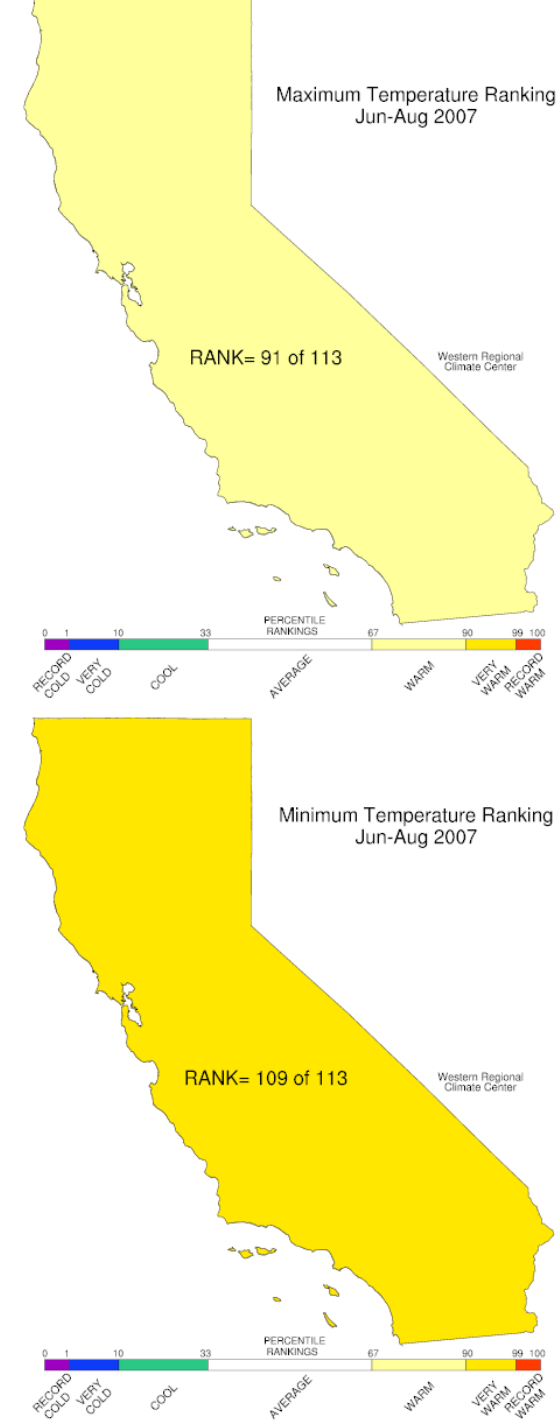 Maximum Temperature Ranking
Jun-Aug 2007
RANK= 91 of 113
Western Regional
Climate Center
PERCENTILE
RANKINGS
0 1 10 33 67 90 99 100
RECORD COLD
VERY COLD
COOL
AVERAGE
WARM
VERY WARM
RECORD WARM
Minimum Temperature Ranking
Jun-Aug 2007
RANK= 109 of 113
Western Regional
Climate Center
PERCENTILE
RANKINGS
0 1 10 33 67 90 99 100
RECORD COLD
VERY COLD
COOL
AVERAGE
WARM
VERY WARM
RECORD WARM